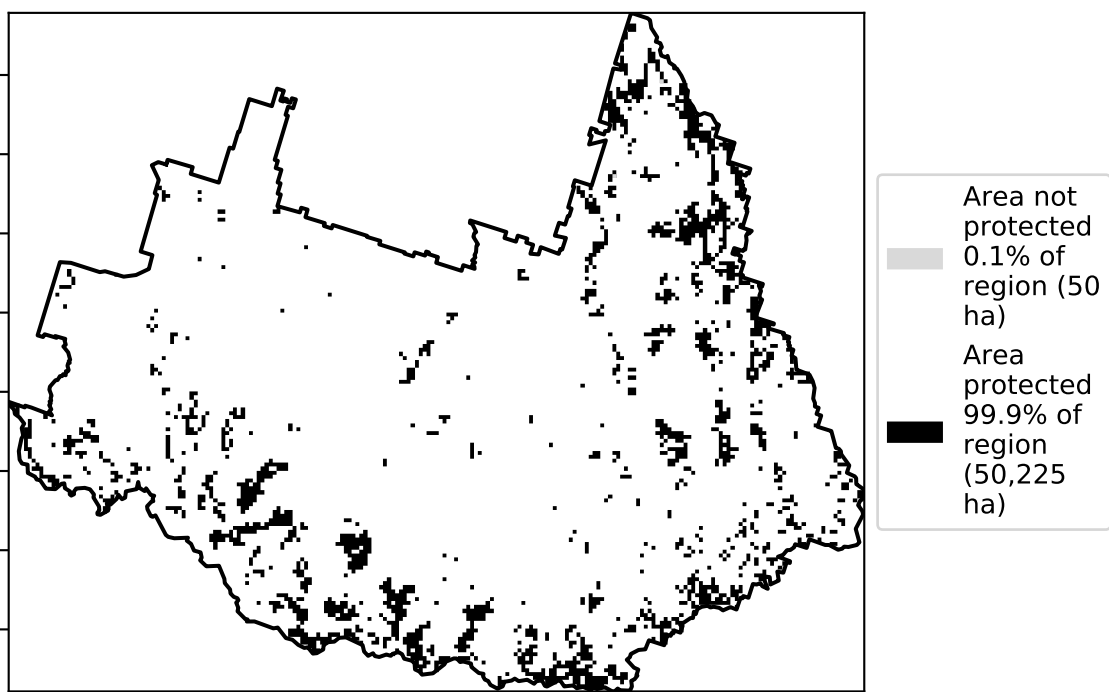 Area not
protected
0.1% of
region (50
ha)
Area
protected
99.9% of
region
(50,225
ha)